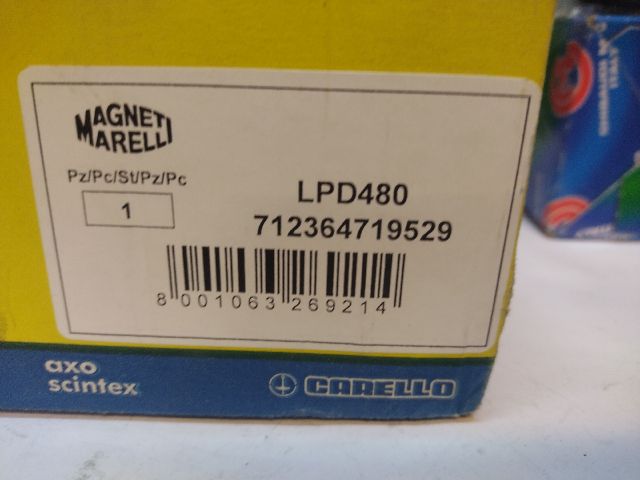 MAGNETI
MARELLI
Pz/Pc/St/Pz/Pc
1
LPD480
712364719529
8 001063 269214
axo
scintex
CARELLO